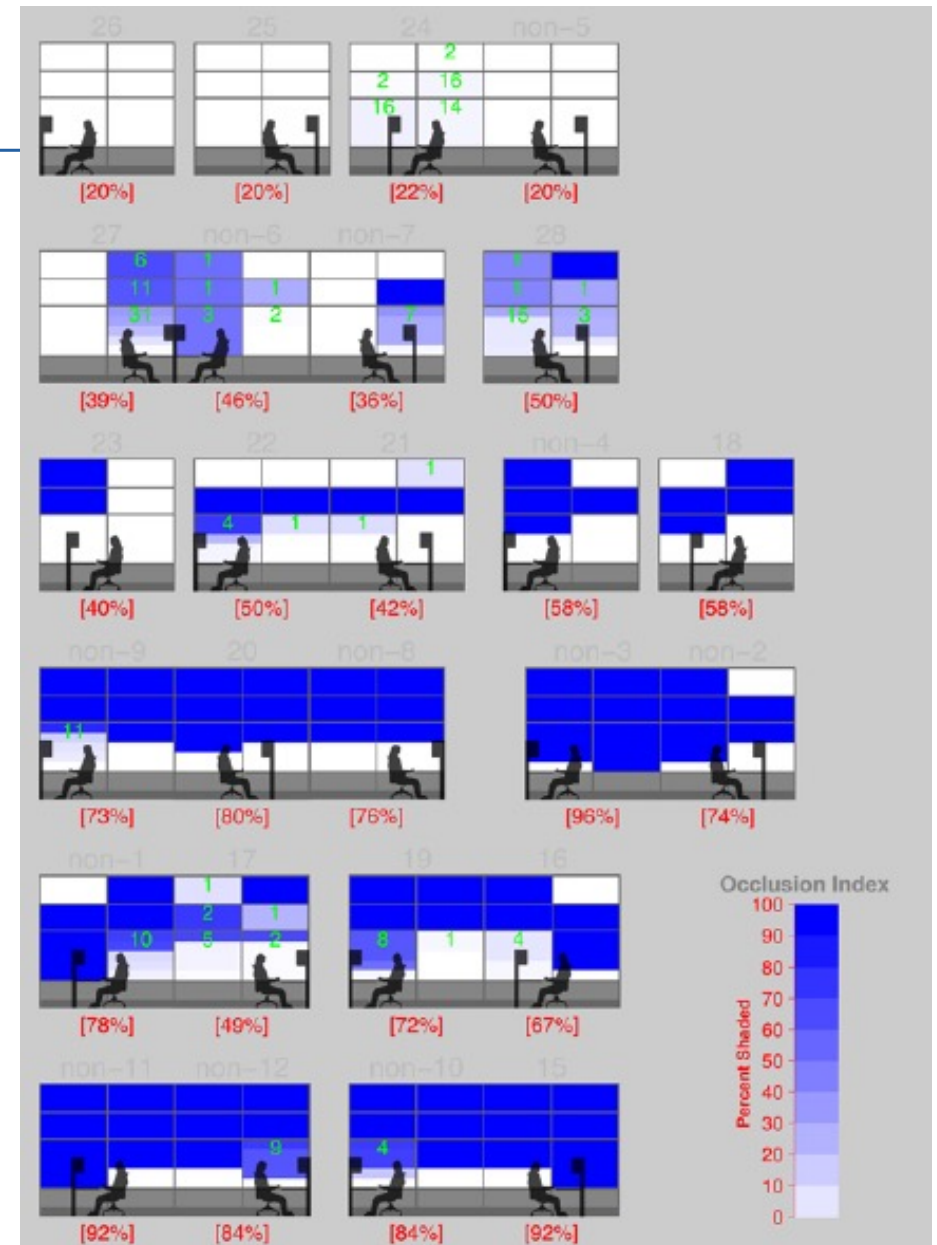 26 25 24 non-5
2
2 16
16 14
[20%] [20%] [22%] [20%]
27 non-6 non-7 28
6 1
11 1 1 5 1
31 3 2 7 15 3
[39%] [46%] [36%] [50%]
23 22 21 non-4 18
1
4 1 1
[40%] [50%] [42%] [58%] [58%]
non-9 20 non-8 non-3 non-2
11
[73%] [80%] [76%] [96%] [74%]
non-1 17 19 16
1
2 1
10 5 2 8 1 4
[78%] [49%] [72%] [67%]
non-11 non-12 non-10 15
9 4
[92%] [84%] [84%] [92%]
Occlusion Index
100
90
80
70
60
50
40
30
20
10
0
Percent Shaded